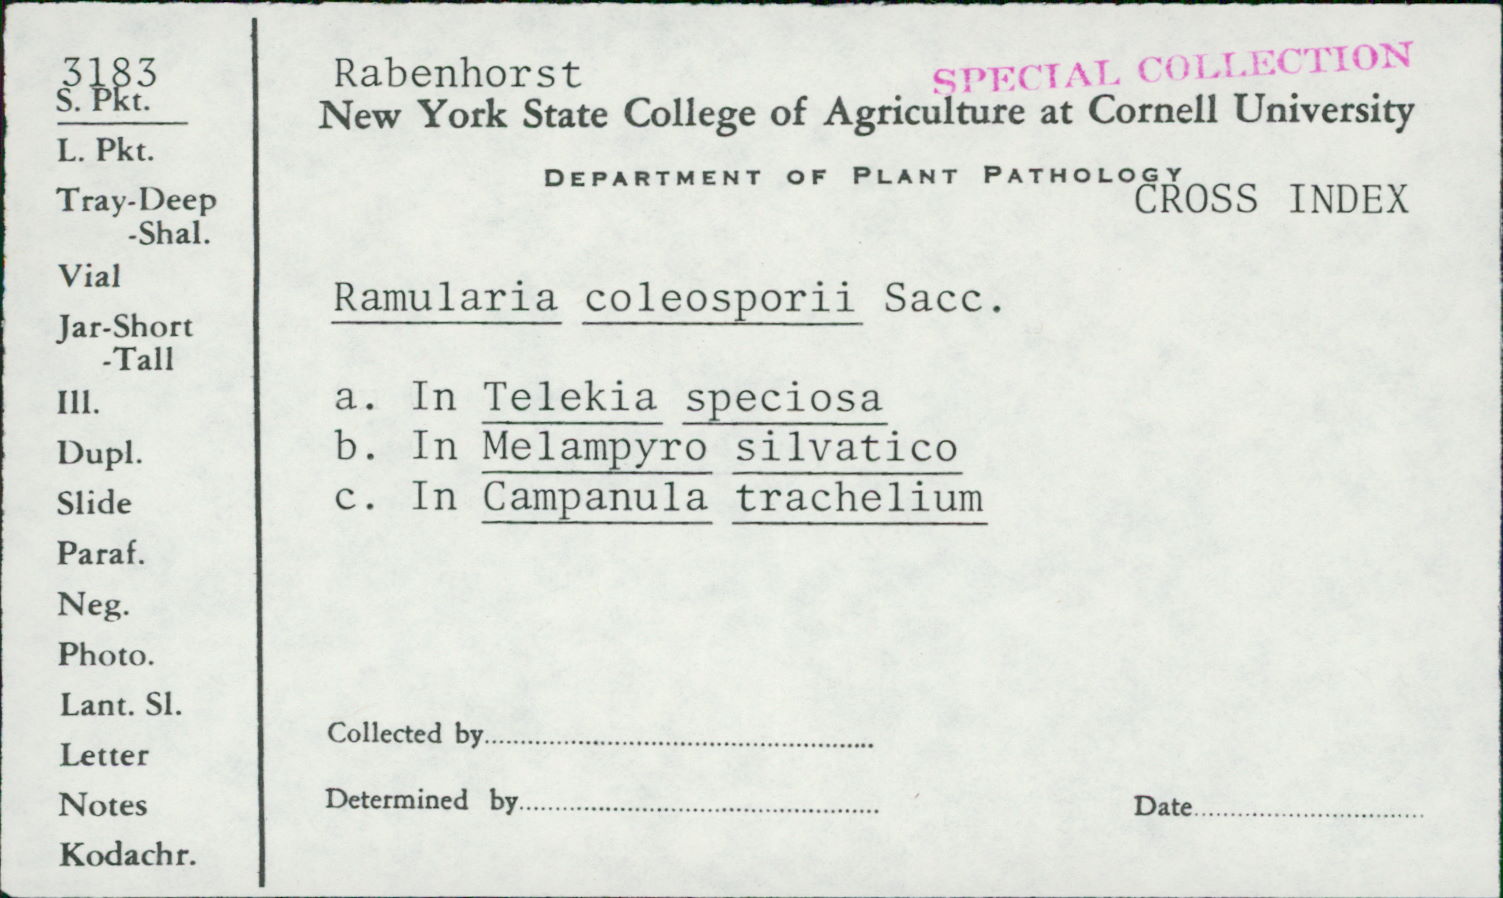 3183
S. Pkt.
L. Pkt.
Tray-Deep
-Shal.
Vial
Jar-Short
-Tall
Ill.
Dupl.
Slide
Paraf.
Neg.
Photo.
Lant. Sl.
Letter
Notes
Kodachr.
Rabenhorst
SPECIAL COLLECTION
New York State College of Agriculture at Cornell University
DEPARTMENT OF PLANT PATHOLOGY
CROSS INDEX
Ramularia coleosporii Sacc.
a. In Telekia speciosa
b. In Melampyro silvatico
c. In Campanula trachelium
Collected by
Determined by
Date